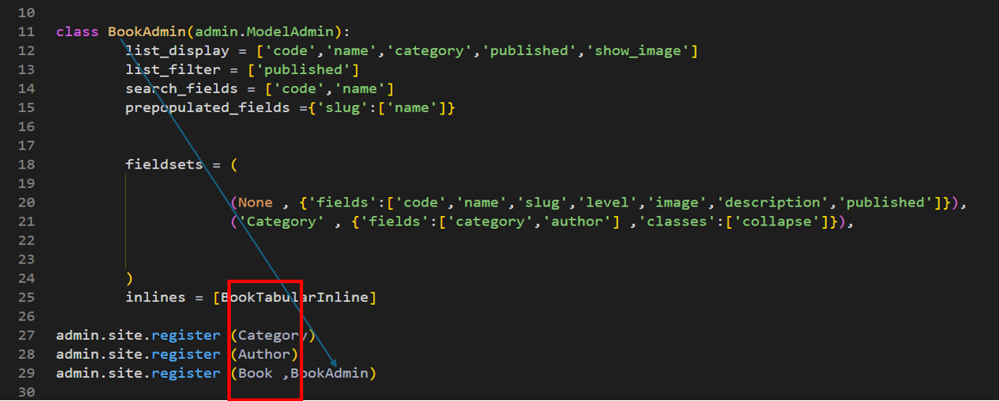 10
11 class BookAdmin(admin.ModelAdmin):
12 list_display = ['code','name','category','published','show_image']
13 list_filter = ['published']
14 search_fields = ['code','name']
15 prepopulated_fields ={'slug':['name']}
16
17
18 fieldsets = (
19
20 (None , {'fields':['code','name','slug','level','image','description','published']}),
21 ('Category' , {'fields':['category','author'] ,'classes':['collapse']}),
22
23
24 )
25 inlines = [BookTabularInline]
26
27 admin.site.register (Category)
28 admin.site.register (Author)
29 admin.site.register (Book ,BookAdmin)
30